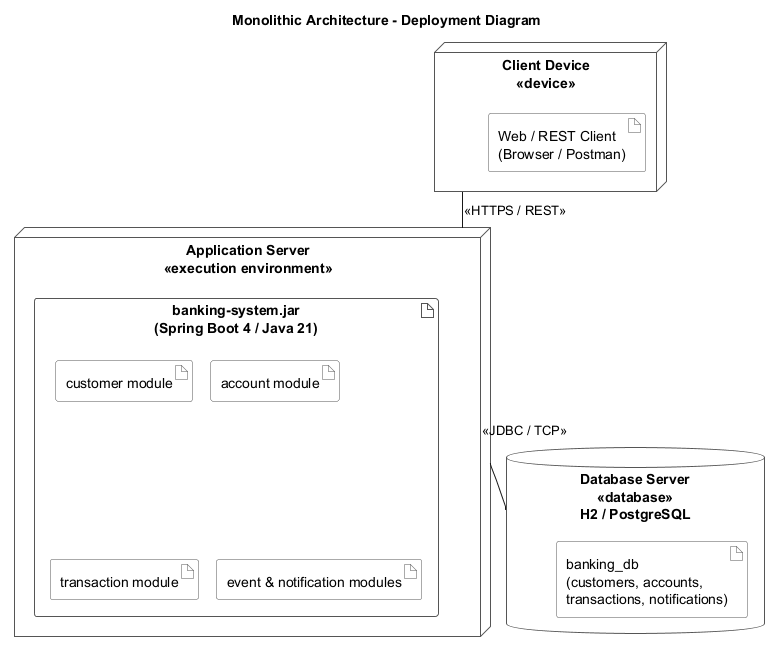 Monolithic Architecture - Deployment Diagram
Client Device
«device»
Web / REST Client
(Browser / Postman)
«HTTPS / REST»
Application Server
«execution environment»
banking-system.jar
(Spring Boot 4 / Java 21)
customer module
account module
«JDBC / TCP»
Database Server
«database»
H2 / PostgreSQL
banking_db
(customers, accounts,
transactions, notifications)
transaction module
event & notification modules